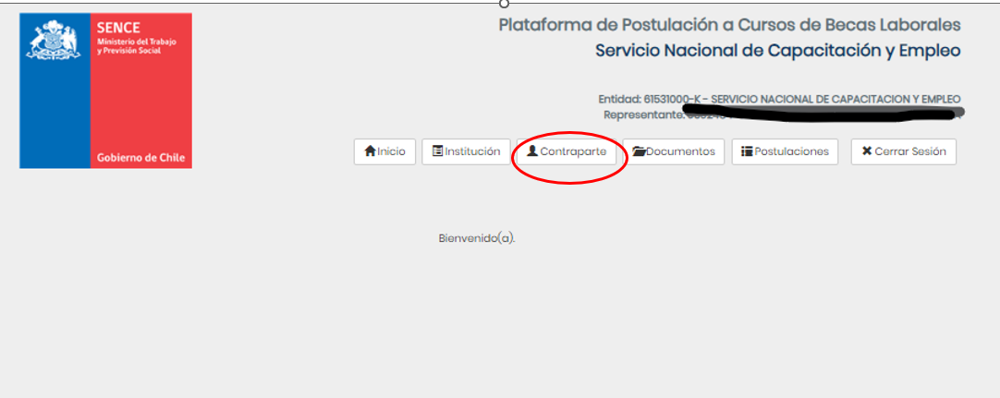 SENCE
Ministerio del Trabajo
y Previsión Social
Gobierno de Chile
Plataforma de Postulación a Cursos de Becas Laborales
Servicio Nacional de Capacitación y Empleo
Entidad: 61531000-K - SERVICIO NACIONAL DE CAPACITACION Y EMPLEO
Representante:
Inicio Institución Contraparte Documentos Postulaciones Cerrar Sesión
Bienvenido(a).